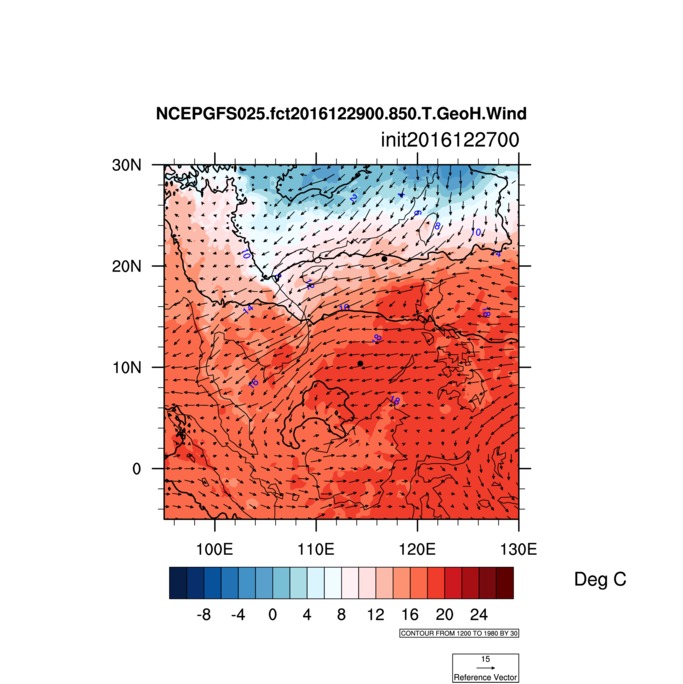 NCEPGFS025.fct2016122900.850.T.GeoH.Wind
init2016122700
30N
20N
10N
0
100E 110E 120E 130E
-8 -4 0 4 8 12 16 20 24
Deg C
CONTOUR FROM 1200 TO 1980 BY 30
15
Reference Vector